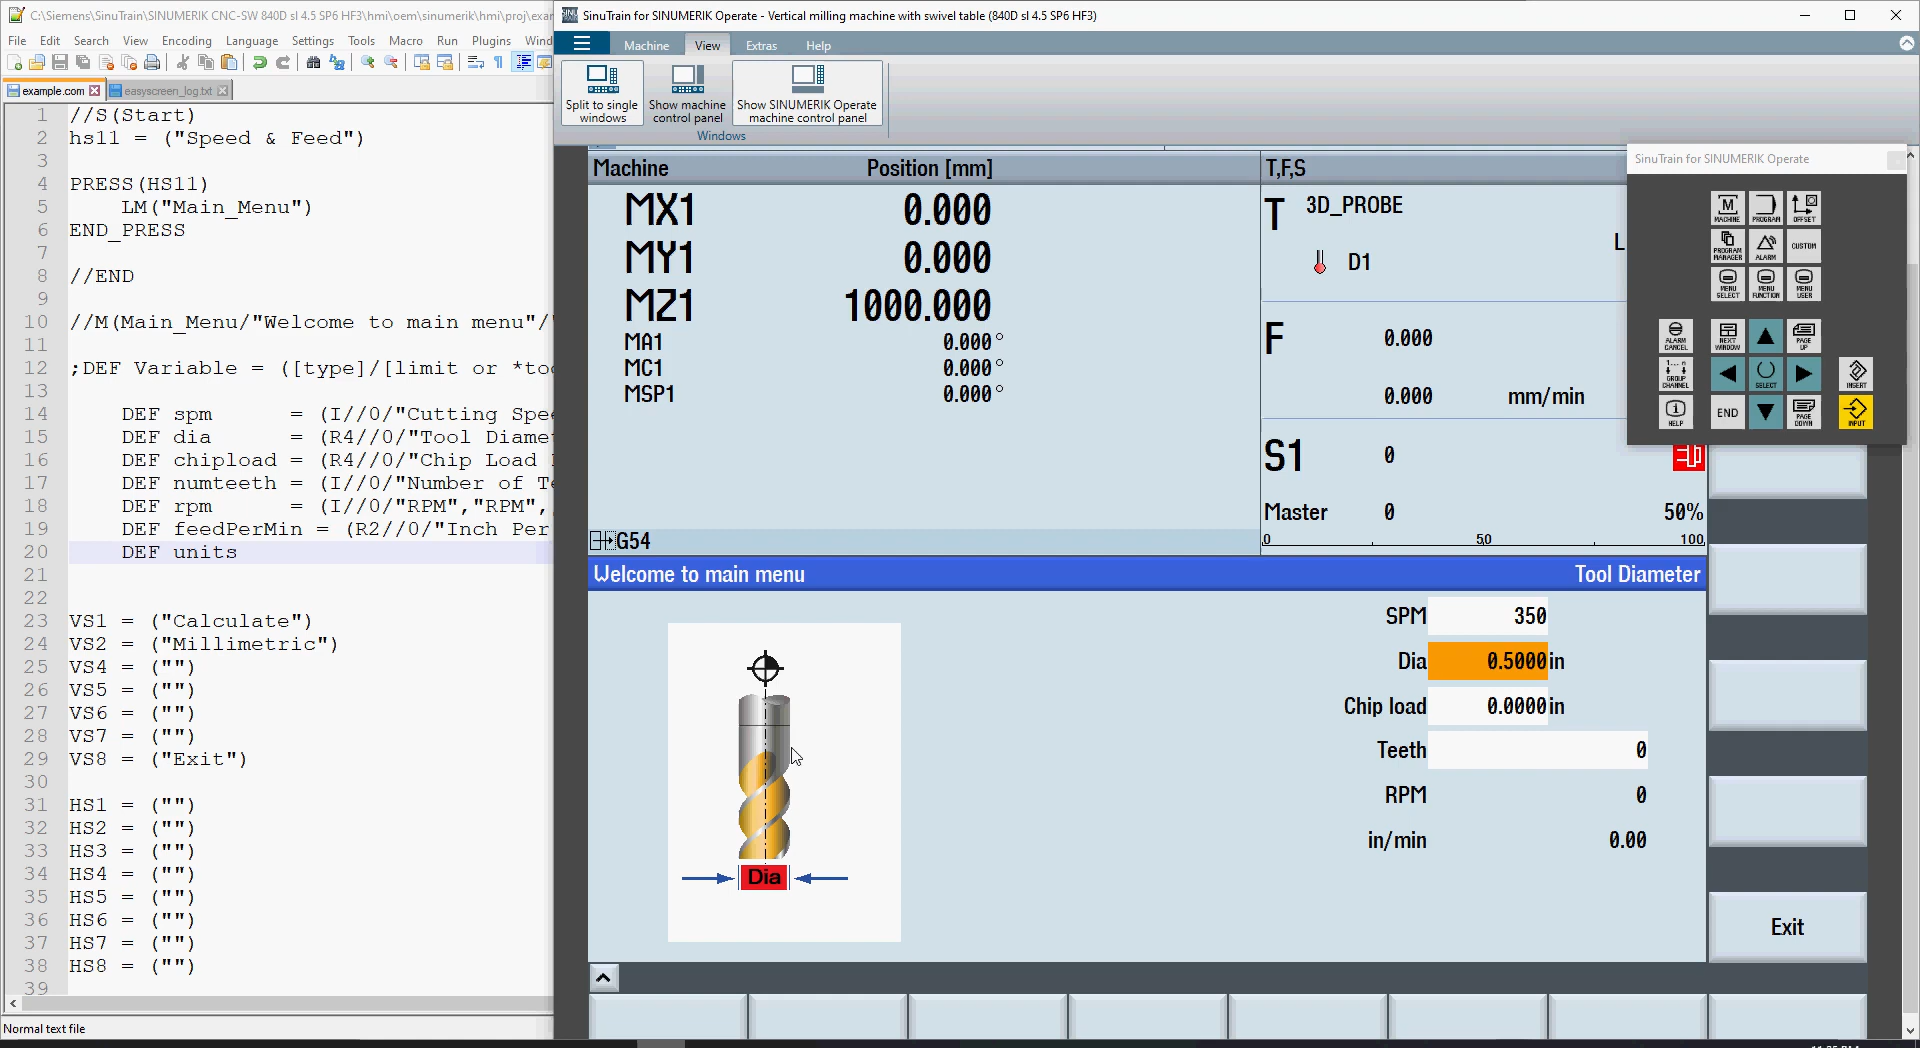 C:\Siemens\SinuTrain\SINUMERIK CNC-SW 840D sl 4.5 SP6 HF3\hmi\oem\sinumerik\hmi\proj\exar
File Edit Search View Encoding Language Settings Tools Macro Run Plugins Wind
example.com easyscreen_log.txt
1 //S(Start)
2 hs11 = ("Speed & Feed")
3
4 PRESS(HS11)
5 LM("Main_Menu")
6 END_PRESS
7
8 //END
9
10 //M(Main_Menu/"Welcome to main menu"/
11
12 ;DEF Variable = ([type]/[limit or *too
13
14 DEF spm = (I//0/"Cutting Spee
15 DEF dia = (R4//0/"Tool Diamet
16 DEF chipload = (R4//0/"Chip Load
17 DEF numteeth = (I//0/"Number of Te
18 DEF rpm = (I//0/"RPM","RPM",
19 DEF feedPerMin = (R2//0/"Inch Per
20 DEF units
21
22
23 VS1 = ("Calculate")
24 VS2 = ("Millimetric")
25 VS4 = ("")
26 VS5 = ("")
27 VS6 = ("")
28 VS7 = ("")
29 VS8 = ("Exit")
30
31 HS1 = ("")
32 HS2 = ("")
33 HS3 = ("")
34 HS4 = ("")
35 HS5 = ("")
36 HS6 = ("")
37 HS7 = ("")
38 HS8 = ("")
39
Normal text file
SinuTrain for SINUMERIK Operate - Vertical milling machine with swivel table (840D sl 4.5 SP6 HF3)
Machine View Extras Help
Split to single windows
Show machine control panel
Show SINUMERIK Operate machine control panel
Windows
Machine Position [mm]
MX1 0.000
MY1 0.000
MZ1 1000.000
MA1 0.000 °
MC1 0.000 °
MSP1 0.000 °
G54
T,F,S
T 3D_PROBE
L
D1
F 0.000
0.000 mm/min
S1 0
Master 0 50%
0 50 100
Welcome to main menu Tool Diameter
SPM 350
Dia 0.5000 in
Chip load 0.0000 in
Teeth 0
RPM 0
in/min 0.00
Dia
Exit
SinuTrain for SINUMERIK Operate
M MACHINE PROGRAM OFFSET
PROGRAM MANAGER ALARM CUSTOM
MENU SELECT MENU FUNCTION MENU USER
ALARM CANCEL NEXT WINDOW PAGE UP
1...n GROUP CHANNEL SELECT INSERT
HELP END PAGE DOWN INPUT